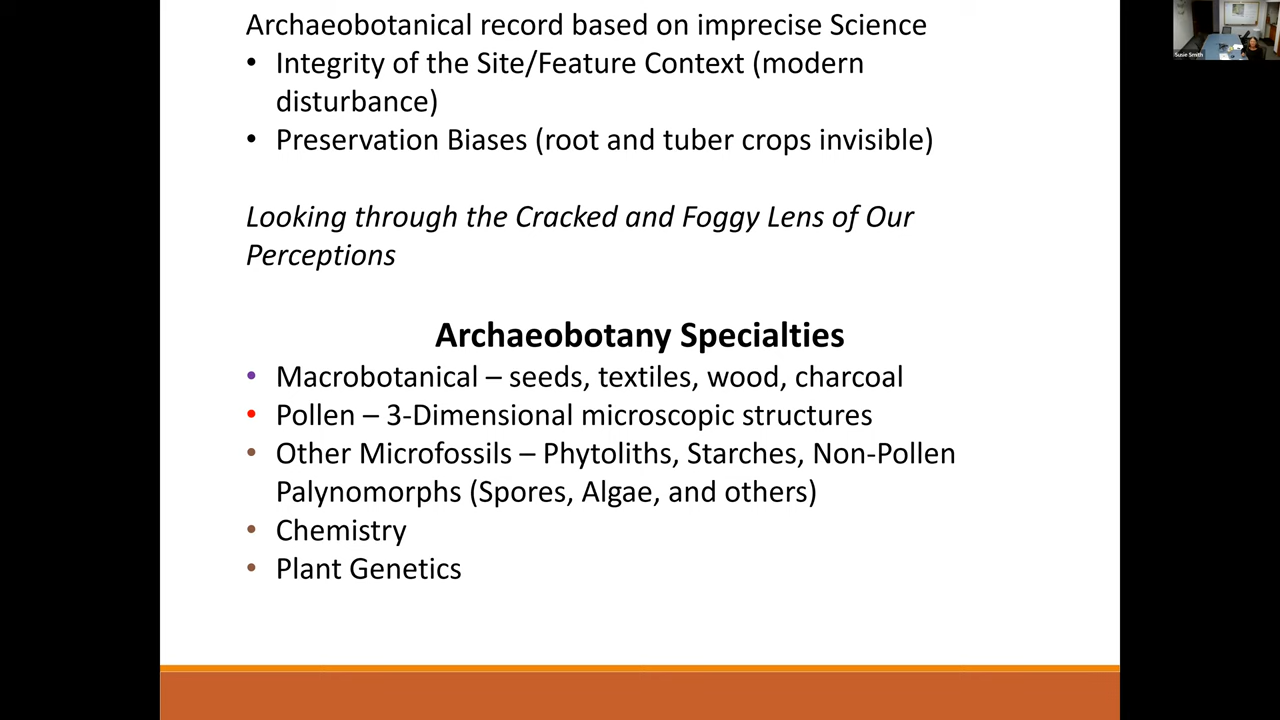 Archaeobotanical record based on imprecise Science
• Integrity of the Site/Feature Context (modern
disturbance)
• Preservation Biases (root and tuber crops invisible)
Looking through the Cracked and Foggy Lens of Our
Perceptions
Archaeobotany Specialties
• Macrobotanical – seeds, textiles, wood, charcoal
• Pollen – 3-Dimensional microscopic structures
• Other Microfossils – Phytoliths, Starches, Non-Pollen
Palynomorphs (Spores, Algae, and others)
• Chemistry
• Plant Genetics
Susie Smith